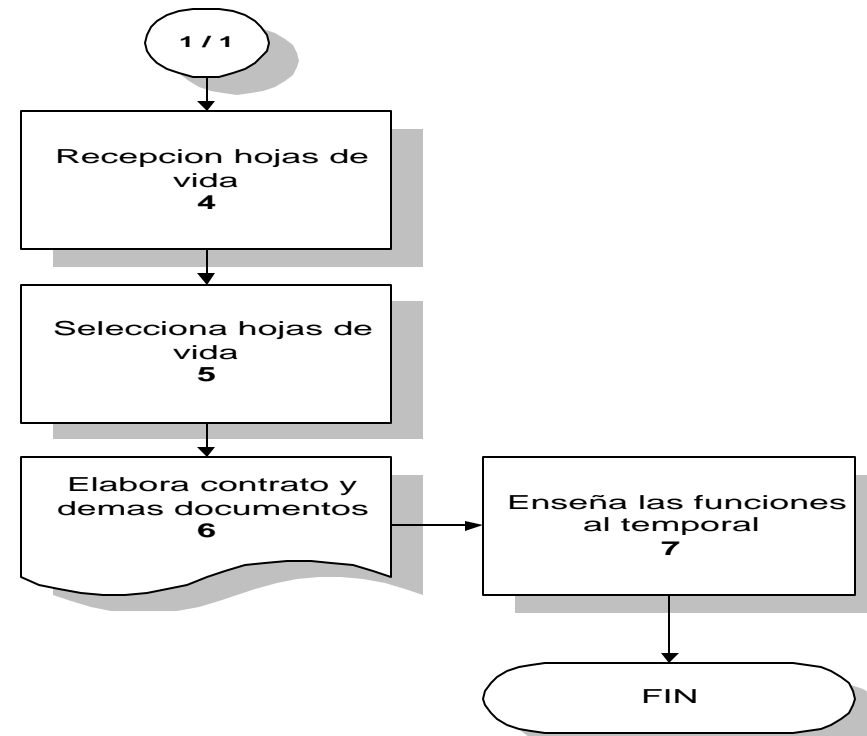 1 / 1
Recepcion hojas de
vida
4
Selecciona hojas de
vida
5
Elabora contrato y
demas documentos
6
Enseña las funciones
al temporal
7
FIN